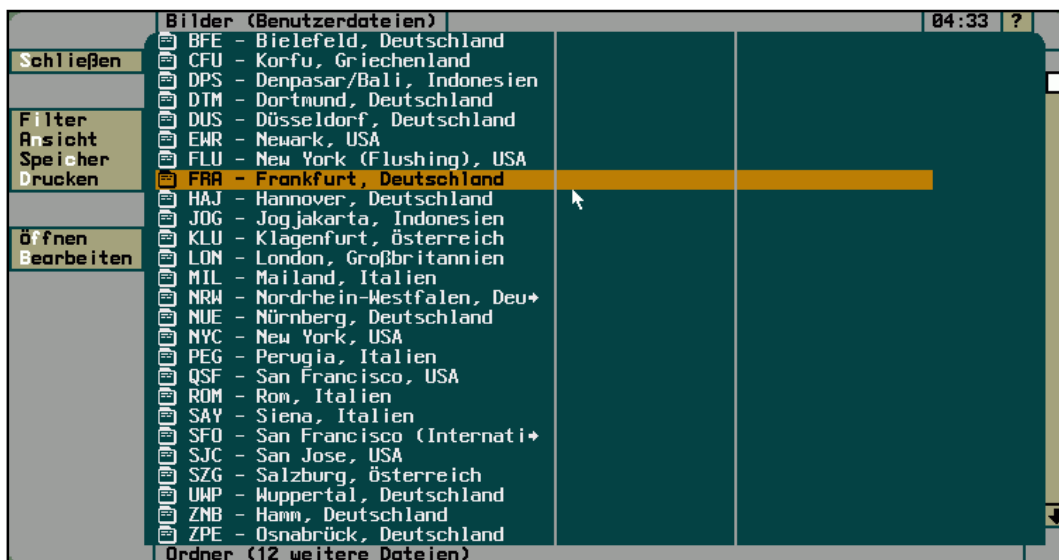 Bilder (Benutzerdateien)
04:33 ?
Schließen
Filter
Ansicht
Speicher
Drucken
Öffnen
Bearbeiten
BFE - Bielefeld, Deutschland
CFU - Korfu, Griechenland
DPS - Denpasar/Bali, Indonesien
DTM - Dortmund, Deutschland
DUS - Düsseldorf, Deutschland
EWR - Newark, USA
FLU - New York (Flushing), USA
FRA - Frankfurt, Deutschland
HAJ - Hannover, Deutschland
JOG - Jogjakarta, Indonesien
KLU - Klagenfurt, Österreich
LON - London, Großbritannien
MIL - Mailand, Italien
NRW - Nordrhein-Westfalen, Deu→
NUE - Nürnberg, Deutschland
NYC - New York, USA
PEG - Perugia, Italien
QSF - San Francisco, USA
ROM - Rom, Italien
SAY - Siena, Italien
SFO - San Francisco (Internati→
SJC - San Jose, USA
SZG - Salzburg, Österreich
UWP - Wuppertal, Deutschland
ZNB - Hamm, Deutschland
ZPE - Osnabrück, Deutschland
Ordner (12 weitere Dateien)